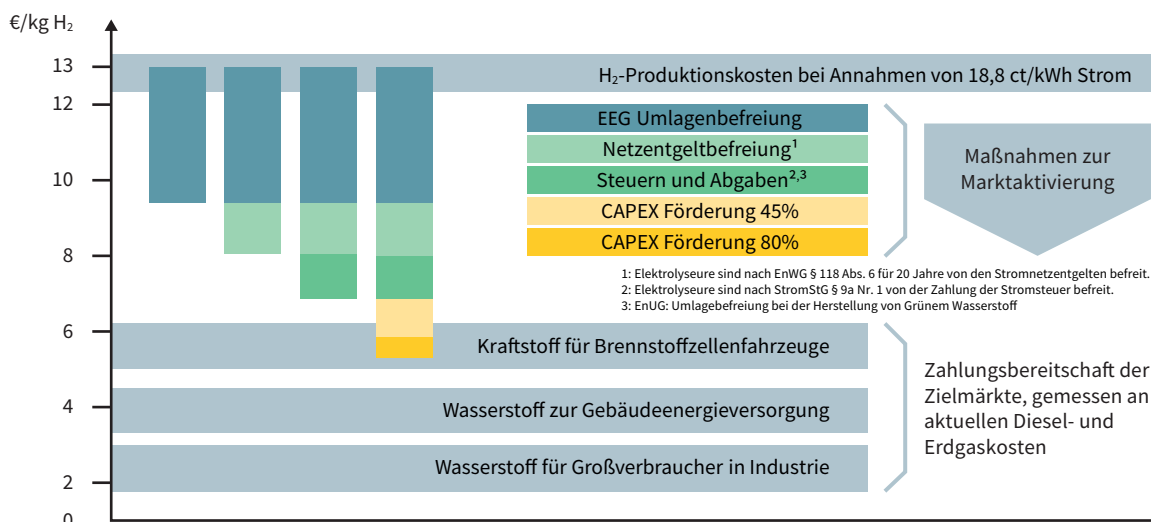 €/kg H₂
13
H₂-Produktionskosten bei Annahmen von 18,8 ct/kWh Strom
12
EEG Umlagenbefreiung
Netzentgeltbefreiung¹
Steuern und Abgaben²,³
CAPEX Förderung 45%
CAPEX Förderung 80%
Maßnahmen zur
Marktaktivierung
10
8
1: Elektrolyseure sind nach EnWG § 118 Abs. 6 für 20 Jahre von den Stromnetzentgelten befreit.
2: Elektrolyseure sind nach StromStG § 9a Nr. 1 von der Zahlung der Stromsteuer befreit.
3: EnUG: Umlagebefreiung bei der Herstellung von Grünem Wasserstoff
6
Kraftstoff für Brennstoffzellenfahrzeuge
4
Wasserstoff zur Gebäudeenergieversorgung
Wasserstoff für Großverbraucher in Industrie
2
0
Zahlungsbereitschaft der
Zielmärkte, gemessen an
aktuellen Diesel- und
Erdgaskosten